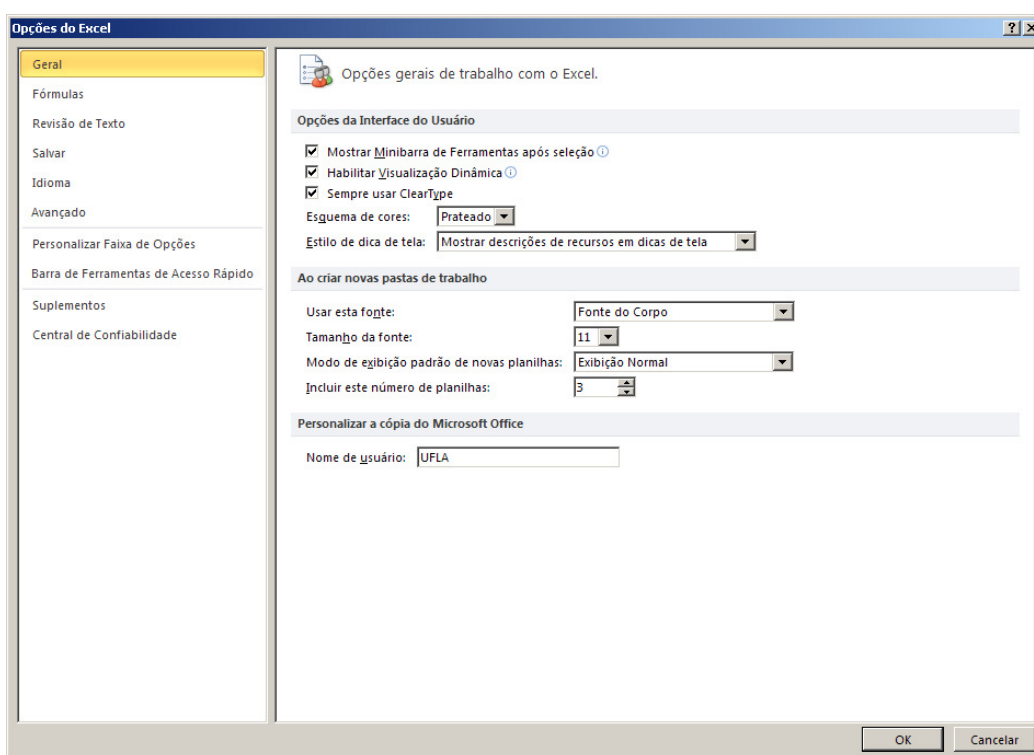 Opções do Excel
Geral
Fórmulas
Revisão de Texto
Salvar
Idioma
Avançado
Personalizar Faixa de Opções
Barra de Ferramentas de Acesso Rápido
Suplementos
Central de Confiabilidade
Opções gerais de trabalho com o Excel.
Opções da Interface do Usuário
Mostrar Minibarra de Ferramentas após seleção
Habilitar Visualização Dinâmica
Sempre usar ClearType
Esquema de cores: Prateado
Estilo de dica de tela: Mostrar descrições de recursos em dicas de tela
Ao criar novas pastas de trabalho
Usar esta fonte: Fonte do Corpo
Tamanho da fonte: 11
Modo de exibição padrão de novas planilhas: Exibição Normal
Incluir este número de planilhas: 3
Personalizar a cópia do Microsoft Office
Nome de usuário: UFLA
OK Cancelar